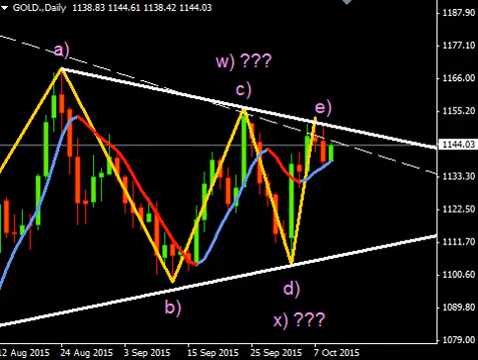 GOLD.,Daily 1138.83 1144.61 1138.42 1144.03
1187.90
1177.10
a)
w) ???
1166.00
c)
e)
1155.20
1144.03
1133.30
1122.50
1111.70
b)
d)
1100.60
x) ???
1089.80
1079.00
12 Aug 2015 24 Aug 2015 3 Sep 2015 15 Sep 2015 25 Sep 2015 7 Oct 2015